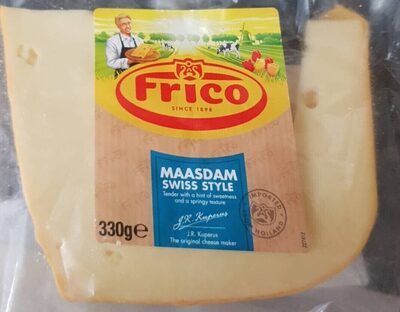 Frico
SINCE 1898
MAASDAM
SWISS STYLE
Tender with a hint of sweetness
and a springy texture
J.R. Kuperus
J.R. Kuperus
The original cheese maker
330g℮
IMPORTED
HOLLAND